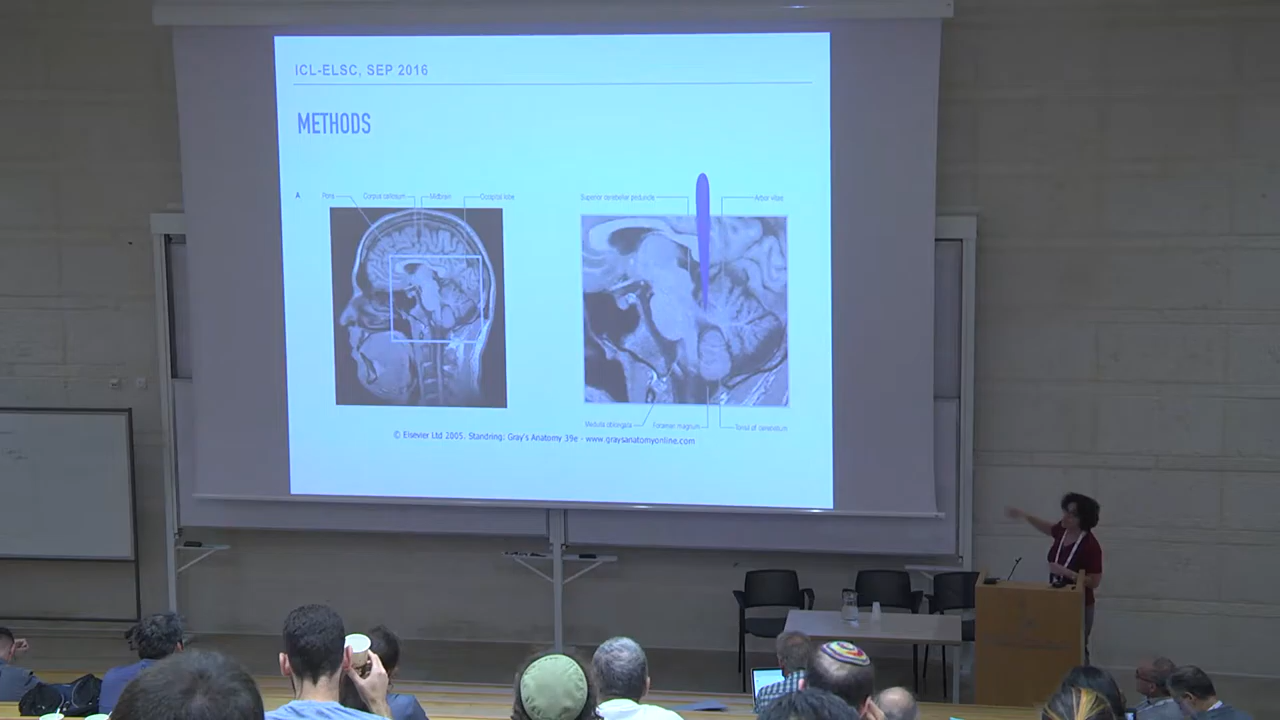 ICL-ELSC, SEP 2016
METHODS
A
Pons
Corpus callosum
Midbrain
Occipital lobe
Superior cerebellar peduncle
Arbor vitae
Medulla oblongata
Foramen magnum
Tonsil of cerebellum
© Elsevier Ltd 2005. Standring: Gray's Anatomy 39e - www.graysanatomyonline.com